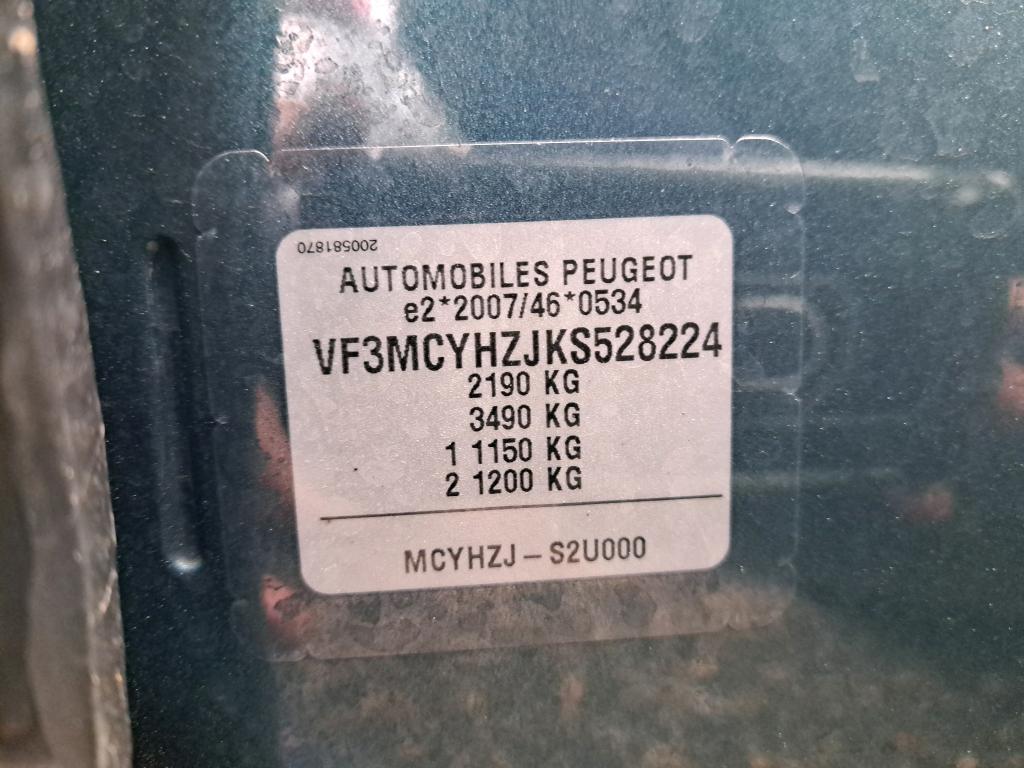 200581870
AUTOMOBILES PEUGEOT
e2*2007/46*0534
VF3MCYHZJKS528224
2190 KG
3490 KG
1 1150 KG
2 1200 KG
MCYHZJ – S2U000